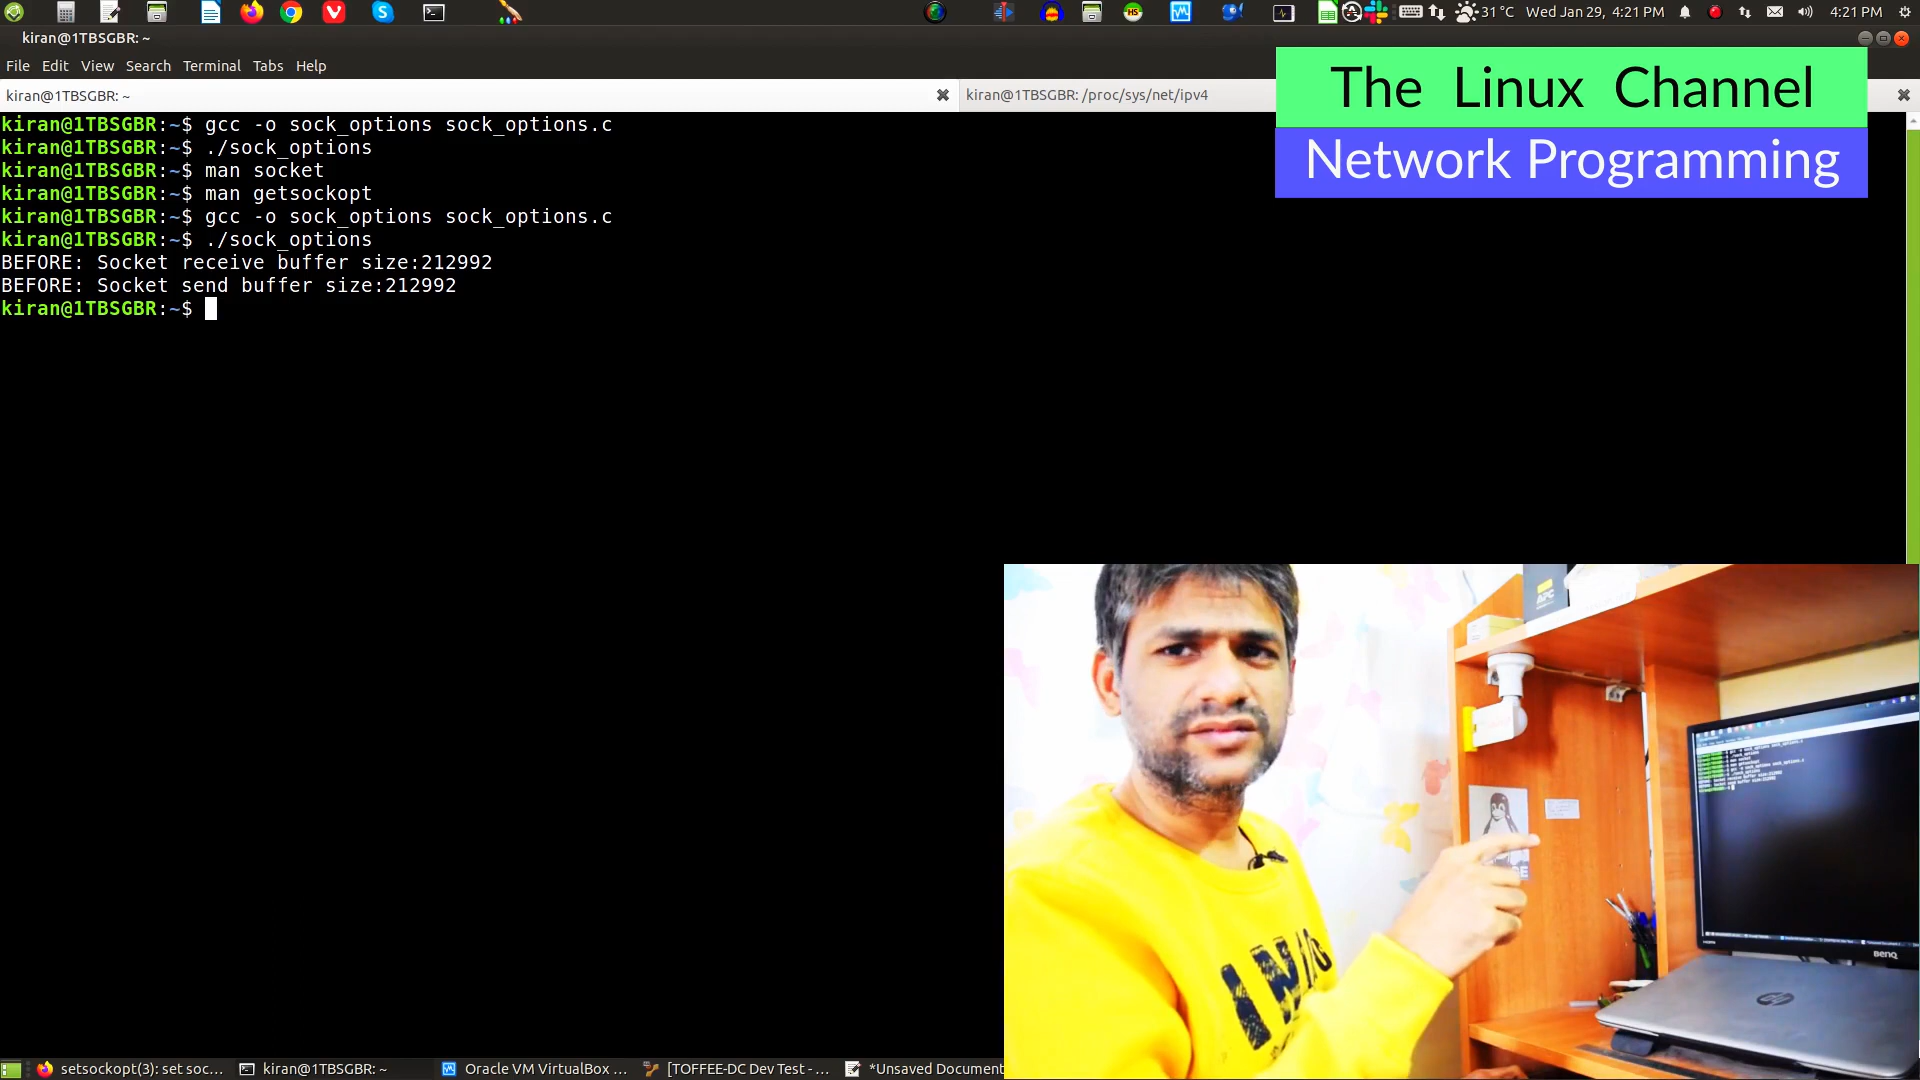 31 °C Wed Jan 29, 4:21 PM 4:21 PM
kiran@1TBSGBR: ~
File Edit View Search Terminal Tabs Help
kiran@1TBSGBR: ~
kiran@1TBSGBR: /proc/sys/net/ipv4
The Linux Channel
Network Programming
kiran@1TBSGBR:~$ gcc -o sock_options sock_options.c
kiran@1TBSGBR:~$ ./sock_options
kiran@1TBSGBR:~$ man socket
kiran@1TBSGBR:~$ man getsockopt
kiran@1TBSGBR:~$ gcc -o sock_options sock_options.c
kiran@1TBSGBR:~$ ./sock_options
BEFORE: Socket receive buffer size:212992
BEFORE: Socket send buffer size:212992
kiran@1TBSGBR:~$
APC
BenQ
hp
setsockopt(3): set soc... kiran@1TBSGBR: ~ Oracle VM VirtualBox ... [TOFFEE-DC Dev Test - ... *Unsaved Document